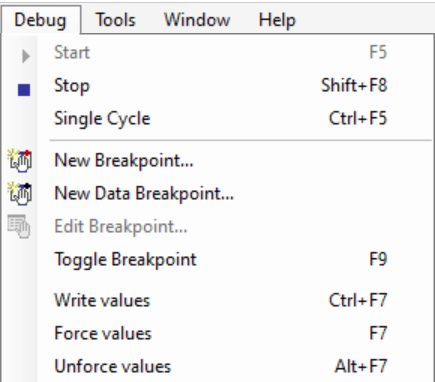 Debug Tools Window Help
Start F5
Stop Shift+F8
Single Cycle Ctrl+F5
New Breakpoint...
New Data Breakpoint...
Edit Breakpoint...
Toggle Breakpoint F9
Write values Ctrl+F7
Force values F7
Unforce values Alt+F7